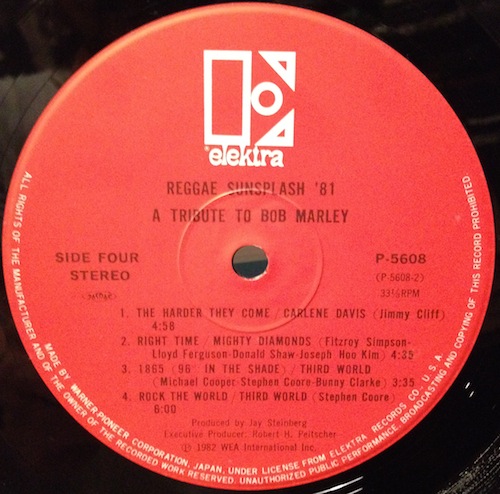 elektra
REGGAE SUNSPLASH '81
A TRIBUTE TO BOB MARLEY
SIDE FOUR
STEREO
P-5608
(P-5608-2)
33⅓RPM
1. THE HARDER THEY COME / CARLENE DAVIS (Jimmy Cliff)
4:58
2. RIGHT TIME / MIGHTY DIAMONDS (Fitzroy Simpson-
Lloyd Ferguson-Donald Shaw-Joseph Hoo Kim) 4:35
3. 1865 (96° IN THE SHADE) / THIRD WORLD
(Michael Cooper-Stephen Coore-Bunny Clarke) 3:35
4. ROCK THE WORLD / THIRD WORLD (Stephen Coore)
6:00
Produced by Jay Steinberg
Executive Producer: Robert H. Peitscher
Ⓟ 1982 WEA International Inc.
ALL RIGHTS OF THE MANUFACTURER AND OF THE OWNER OF THE RECORDED WORK RESERVED. UNAUTHORIZED PUBLIC PERFORMANCE, BROADCASTING AND COPYING OF THIS RECORD PROHIBITED
MADE BY WARNER-PIONEER CORPORATION, JAPAN, UNDER LICENSE FROM ELEKTRA RECORDS CO., U.S.A.